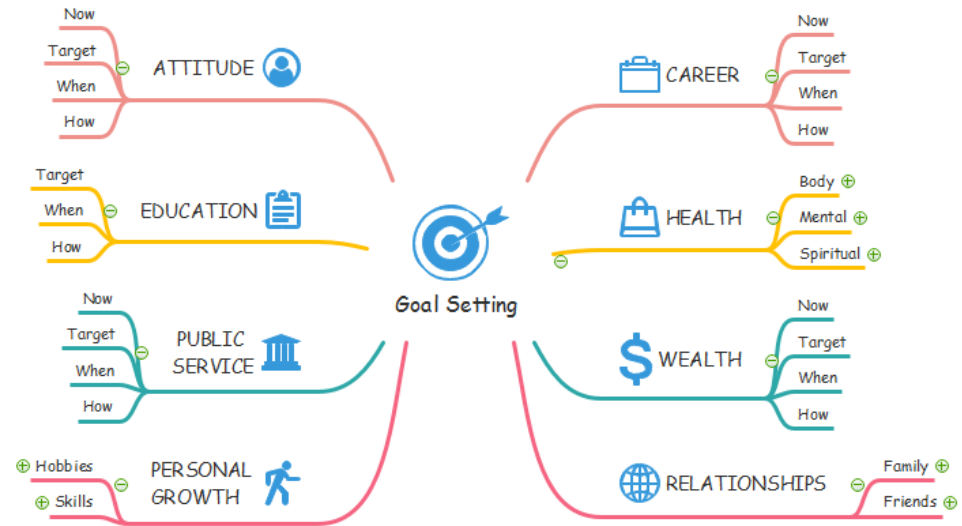 Now
Target
When
How
ATTITUDE
Target
When
How
EDUCATION
Now
Target
When
How
PUBLIC
SERVICE
Hobbies
Skills
PERSONAL
GROWTH
Goal Setting
CAREER
Now
Target
When
How
HEALTH
Body
Mental
Spiritual
WEALTH
Now
Target
When
How
RELATIONSHIPS
Family
Friends